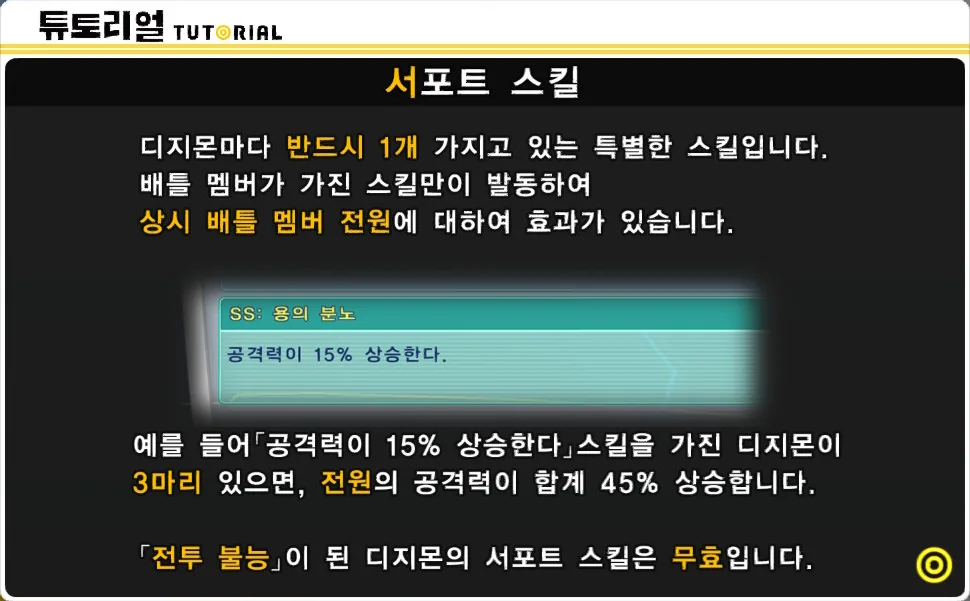 튜토리얼 TUTORIAL
서포트 스킬
디지몬마다 반드시 1개 가지고 있는 특별한 스킬입니다.
배틀 멤버가 가진 스킬만이 발동하여
상시 배틀 멤버 전원에 대하여 효과가 있습니다.
SS: 용의 분노
공격력이 15% 상승한다.
예를 들어「공격력이 15% 상승한다」스킬을 가진 디지몬이
3마리 있으면, 전원의 공격력이 합계 45% 상승합니다.
「전투 불능」이 된 디지몬의 서포트 스킬은 무효입니다.